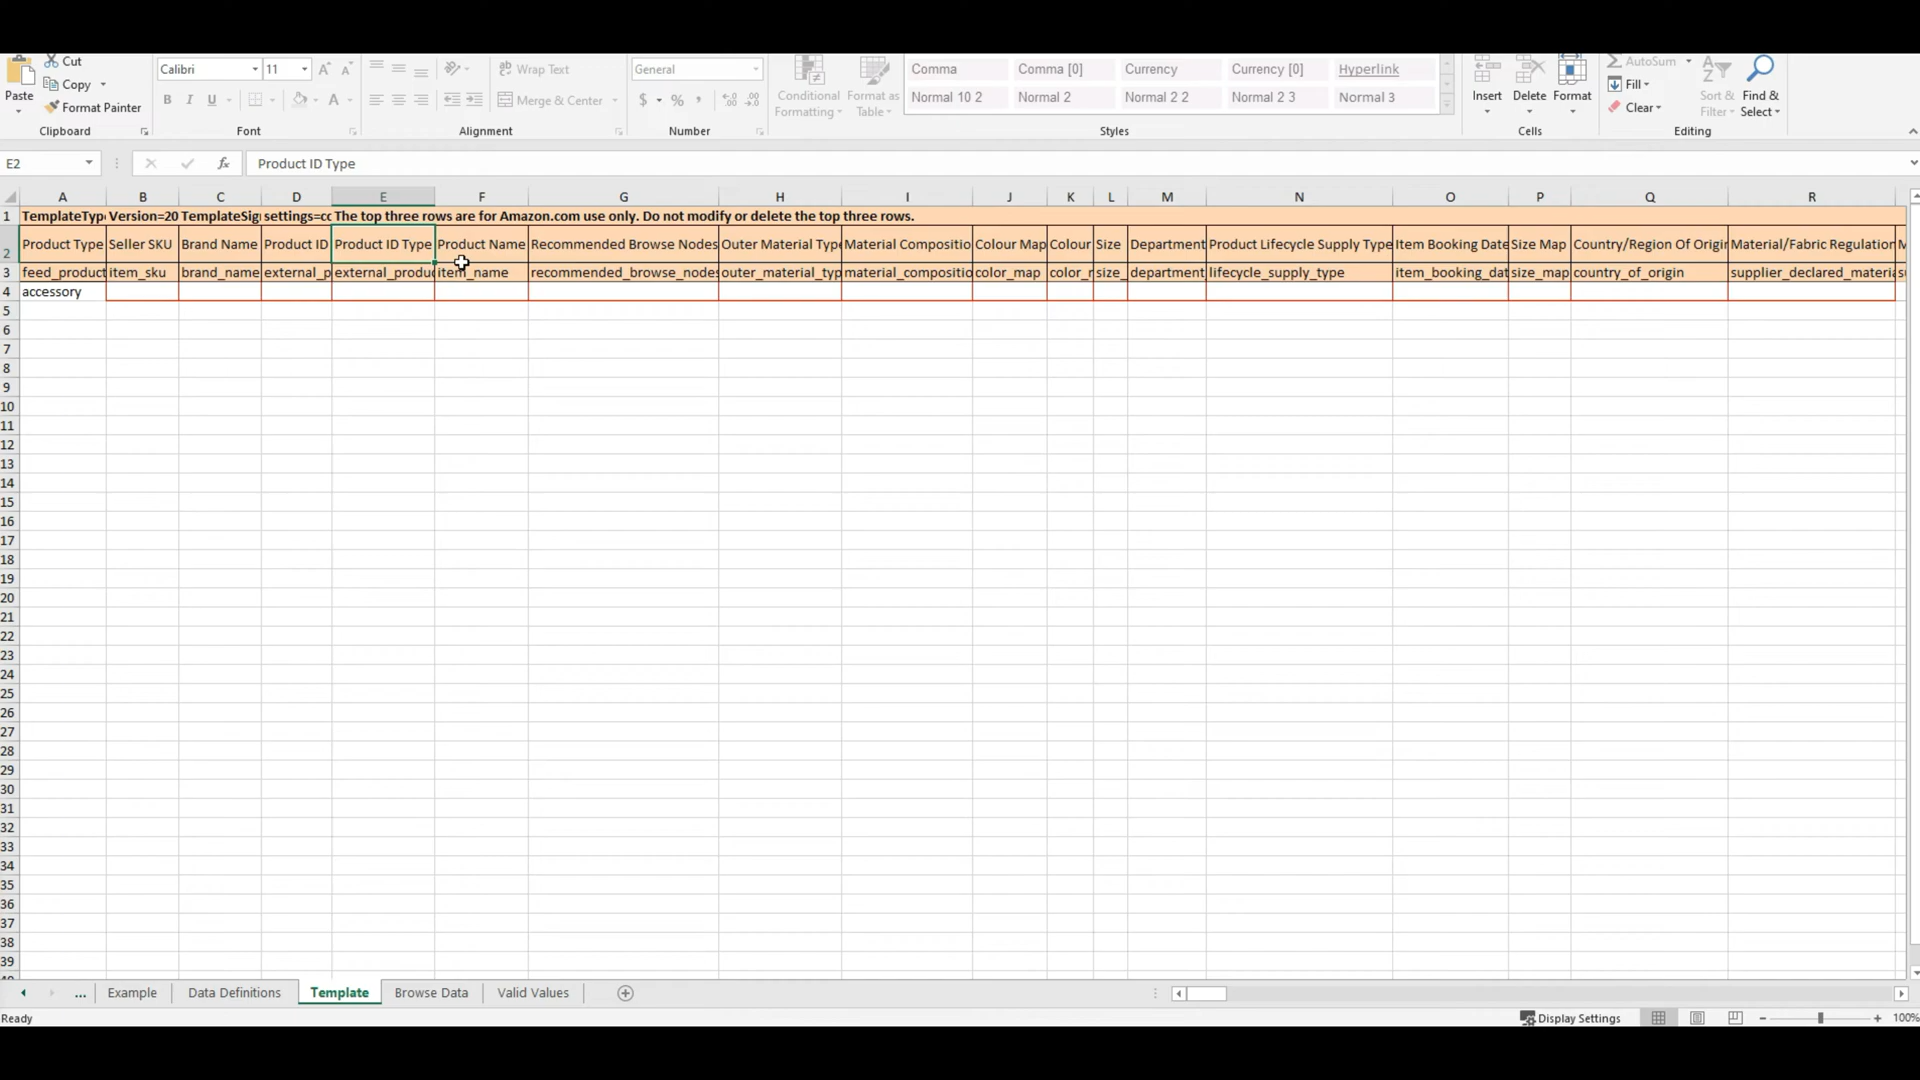 Cut
Copy
Format Painter
Paste
Clipboard
Calibri 11
B I U
Font
Wrap Text
Merge & Center
Alignment
General
$ % ,
Number
Conditional Formatting
Format as Table
Comma Comma [0] Currency Currency [0] Hyperlink
Normal 10 2 Normal 2 Normal 2 2 Normal 2 3 Normal 3
Styles
Insert Delete Format
Cells
AutoSum
Fill
Clear
Sort & Filter
Find & Select
Editing
E2 fx Product ID Type
A B C D E F G H I J K L M N O P Q R
1 TemplateType Version=20 TemplateSig settings=cc The top three rows are for Amazon.com use only. Do not modify or delete the top three rows.
2 Product Type Seller SKU Brand Name Product ID Product ID Type Product Name Recommended Browse Nodes Outer Material Type Material Compositio Colour Map Colour Size Department Product Lifecycle Supply Type Item Booking Date Size Map Country/Region Of Origin Material/Fabric Regulation M
3 feed_product item_sku brand_name external_p external_produc item_name recommended_browse_nodes outer_material_typ material_compositio color_map color_r size_ department lifecycle_supply_type item_booking_dat size_map country_of_origin supplier_declared_materia
4 accessory
5
6
7
8
9
10
11
12
13
14
15
16
17
18
19
20
21
22
23
24
25
26
27
28
29
30
31
32
33
34
35
36
37
38
39
... Example Data Definitions Template Browse Data Valid Values
Ready Display Settings 100%